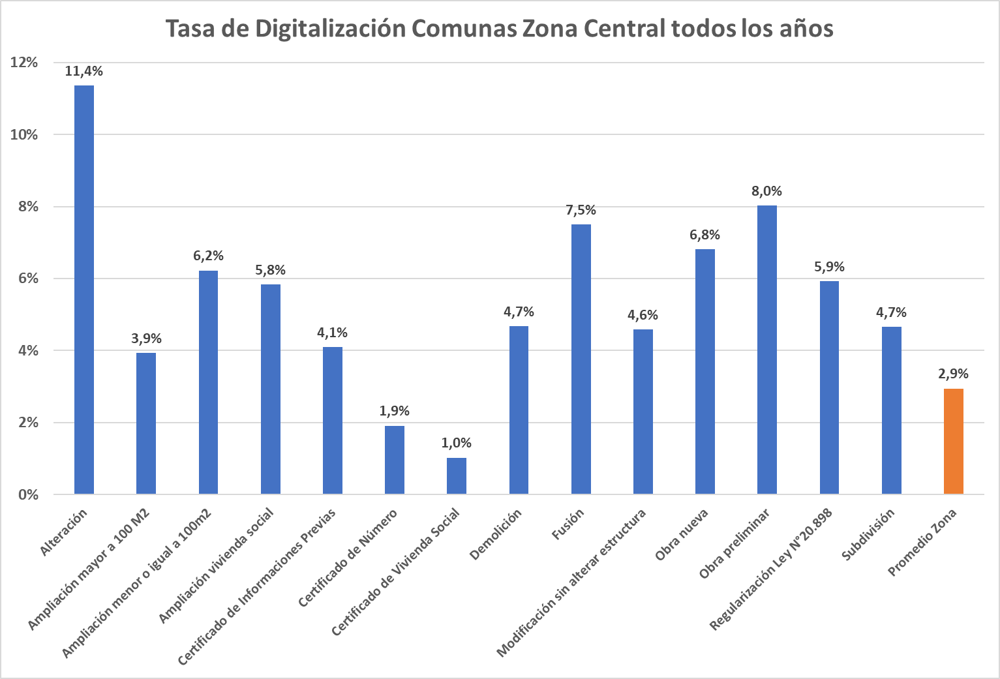 Tasa de Digitalización Comunas Zona Central todos los años
12%
10%
8%
6%
4%
2%
0%
11,4%
3,9%
6,2%
5,8%
4,1%
1,9%
1,0%
4,7%
7,5%
4,6%
6,8%
8,0%
5,9%
4,7%
2,9%
Alteración
Ampliación mayor a 100 M2
Ampliación menor o igual a 100m2
Ampliación vivienda social
Certificado de Informaciones Previas
Certificado de Número
Certificado de Vivienda Social
Demolición
Fusión
Modificación sin alterar estructura
Obra nueva
Obra preliminar
Regularización Ley N°20.898
Subdivisión
Promedio Zona